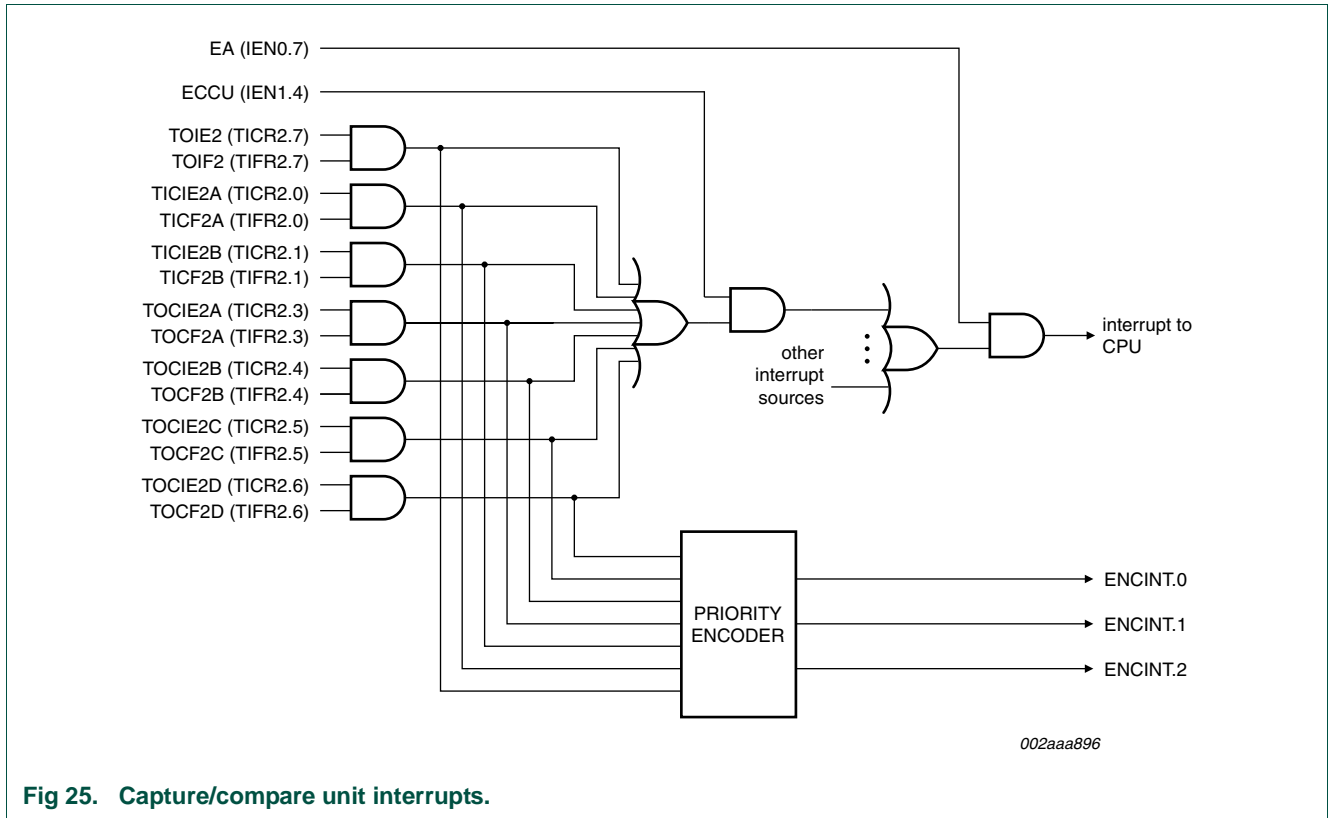 EA (IEN0.7)
ECCU (IEN1.4)
TOIE2 (TICR2.7)
TOIF2 (TIFR2.7)
TICIE2A (TICR2.0)
TICF2A (TIFR2.0)
TICIE2B (TICR2.1)
TICF2B (TIFR2.1)
TOCIE2A (TICR2.3)
TOCF2A (TIFR2.3)
TOCIE2B (TICR2.4)
TOCF2B (TIFR2.4)
TOCIE2C (TICR2.5)
TOCF2C (TIFR2.5)
TOCIE2D (TICR2.6)
TOCF2D (TIFR2.6)
other
interrupt
sources
interrupt to
CPU
PRIORITY
ENCODER
ENCINT.0
ENCINT.1
ENCINT.2
002aaa896
Fig 25. Capture/compare unit interrupts.